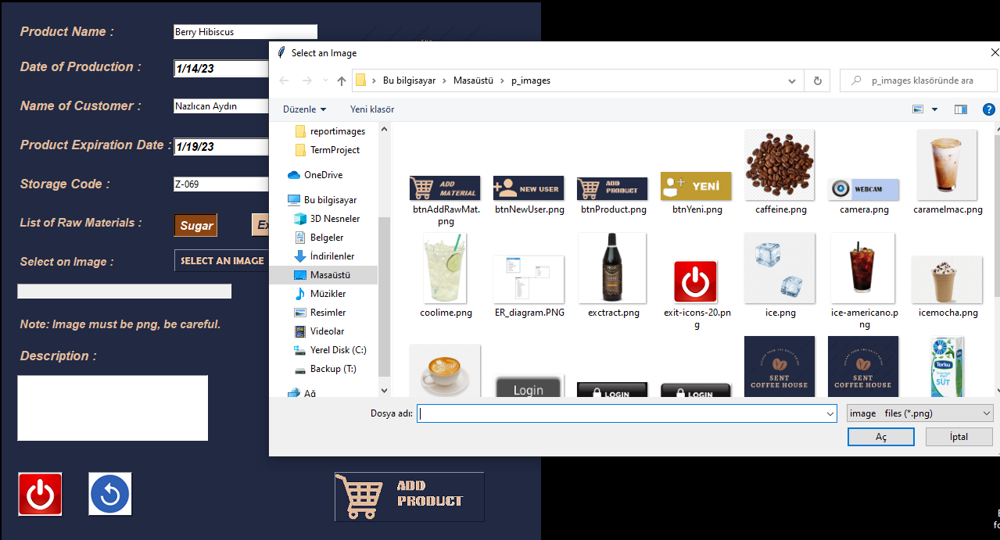 Product Name :
Berry Hibiscus
Date of Production :
1/14/23
Name of Customer :
Nazlıcan Aydın
Product Expiration Date :
1/19/23
Storage Code :
Z-069
List of Raw Materials :
Sugar
Select on Image :
SELECT AN IMAGE
Note: Image must be png, be careful.
Description :
ADD
PRODUCT
Select an Image
Bu bilgisayar
Masaüstü
p_images
p_images klasöründe ara
Düzenle
Yeni klasör
reportimages
TermProject
OneDrive
Bu bilgisayar
3D Nesneler
Belgeler
İndirilenler
Masaüstü
Müzikler
Resimler
Videolar
Yerel Disk (C:)
Backup (T:)
Ağ
ADD
MATERIAL
btnAddRawMat.
png
NEW USER
btnNewUser.png
ADD
PRODUCT
btnProduct.png
YENİ
btnYeni.png
caffeine.png
WEBCAM
camera.png
caramelmac.png
coolime.png
ER_diagram.PNG
exctract.png
exit-icons-20.pn
g
ice.png
ice-americano.p
ng
icemocha.png
Login
LOGIN
LOGIN
SENT
COFFEE HOUSE
SENT
COFFEE HOUSE
Torku
SÜT
Dosya adı:
image files (*.png)
Aç
İptal